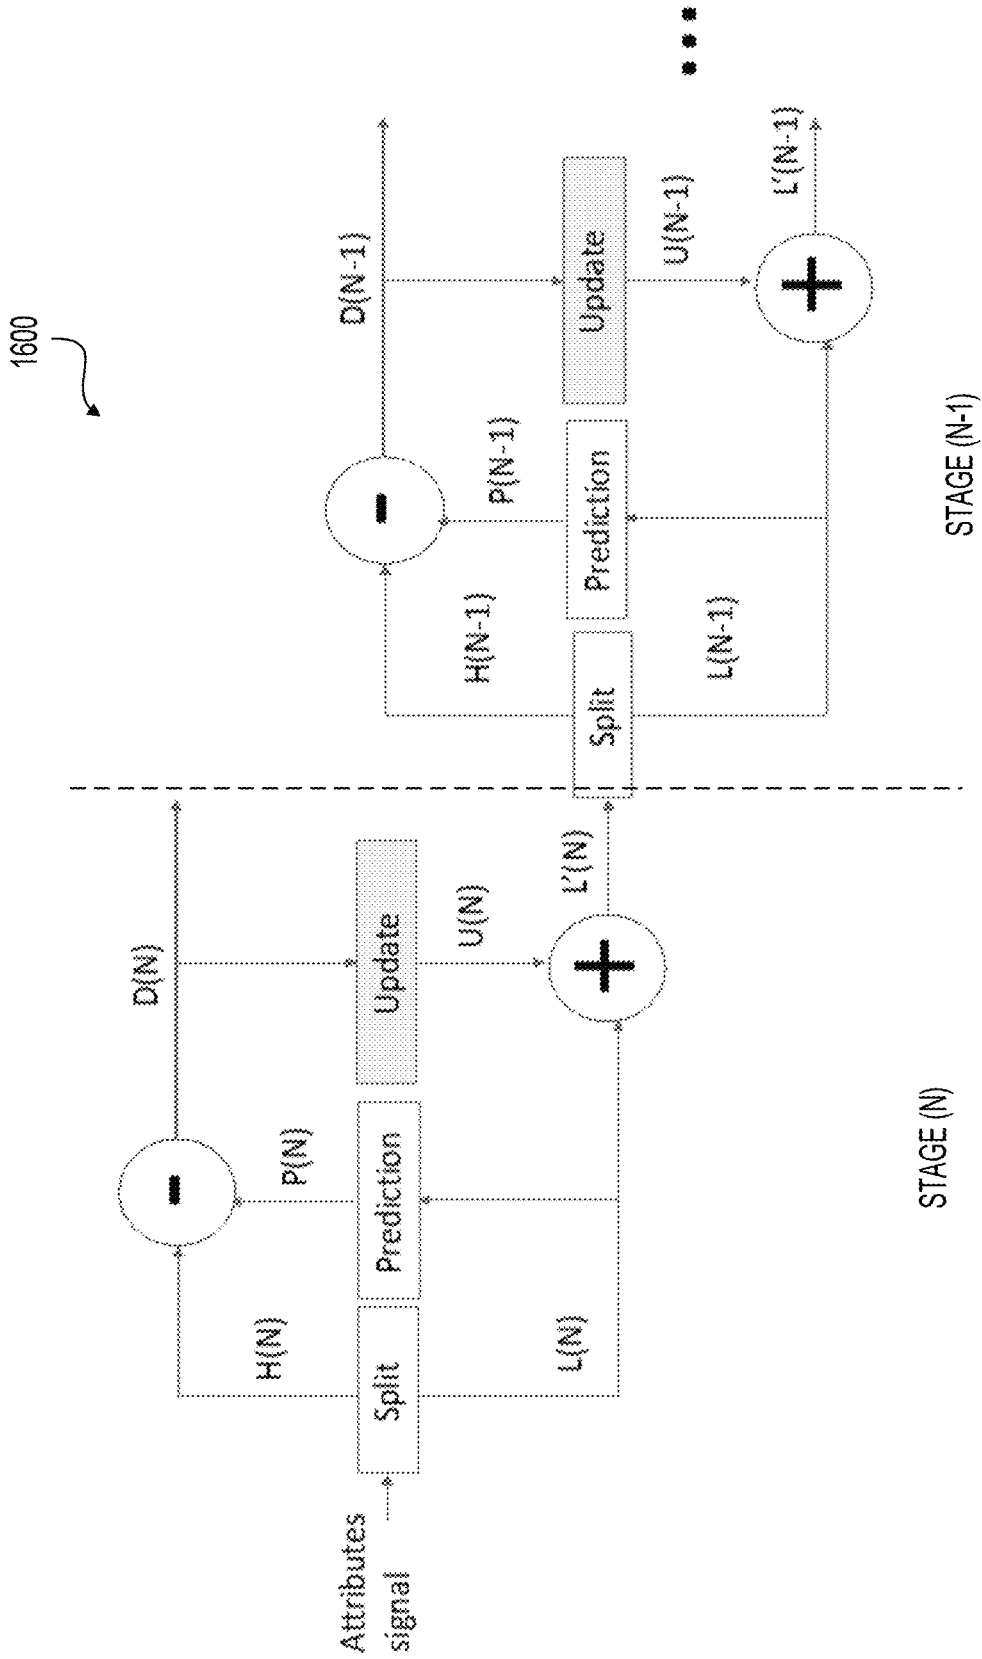 1600
Attributes
signal
Split
H(N)
L(N)
Prediction
P(N)
-
D(N)
Update
U(N)
+
L'(N)
STAGE (N)
Split
H(N-1)
L(N-1)
Prediction
P(N-1)
-
D(N-1)
Update
U(N-1)
+
L'(N-1)
STAGE (N-1)